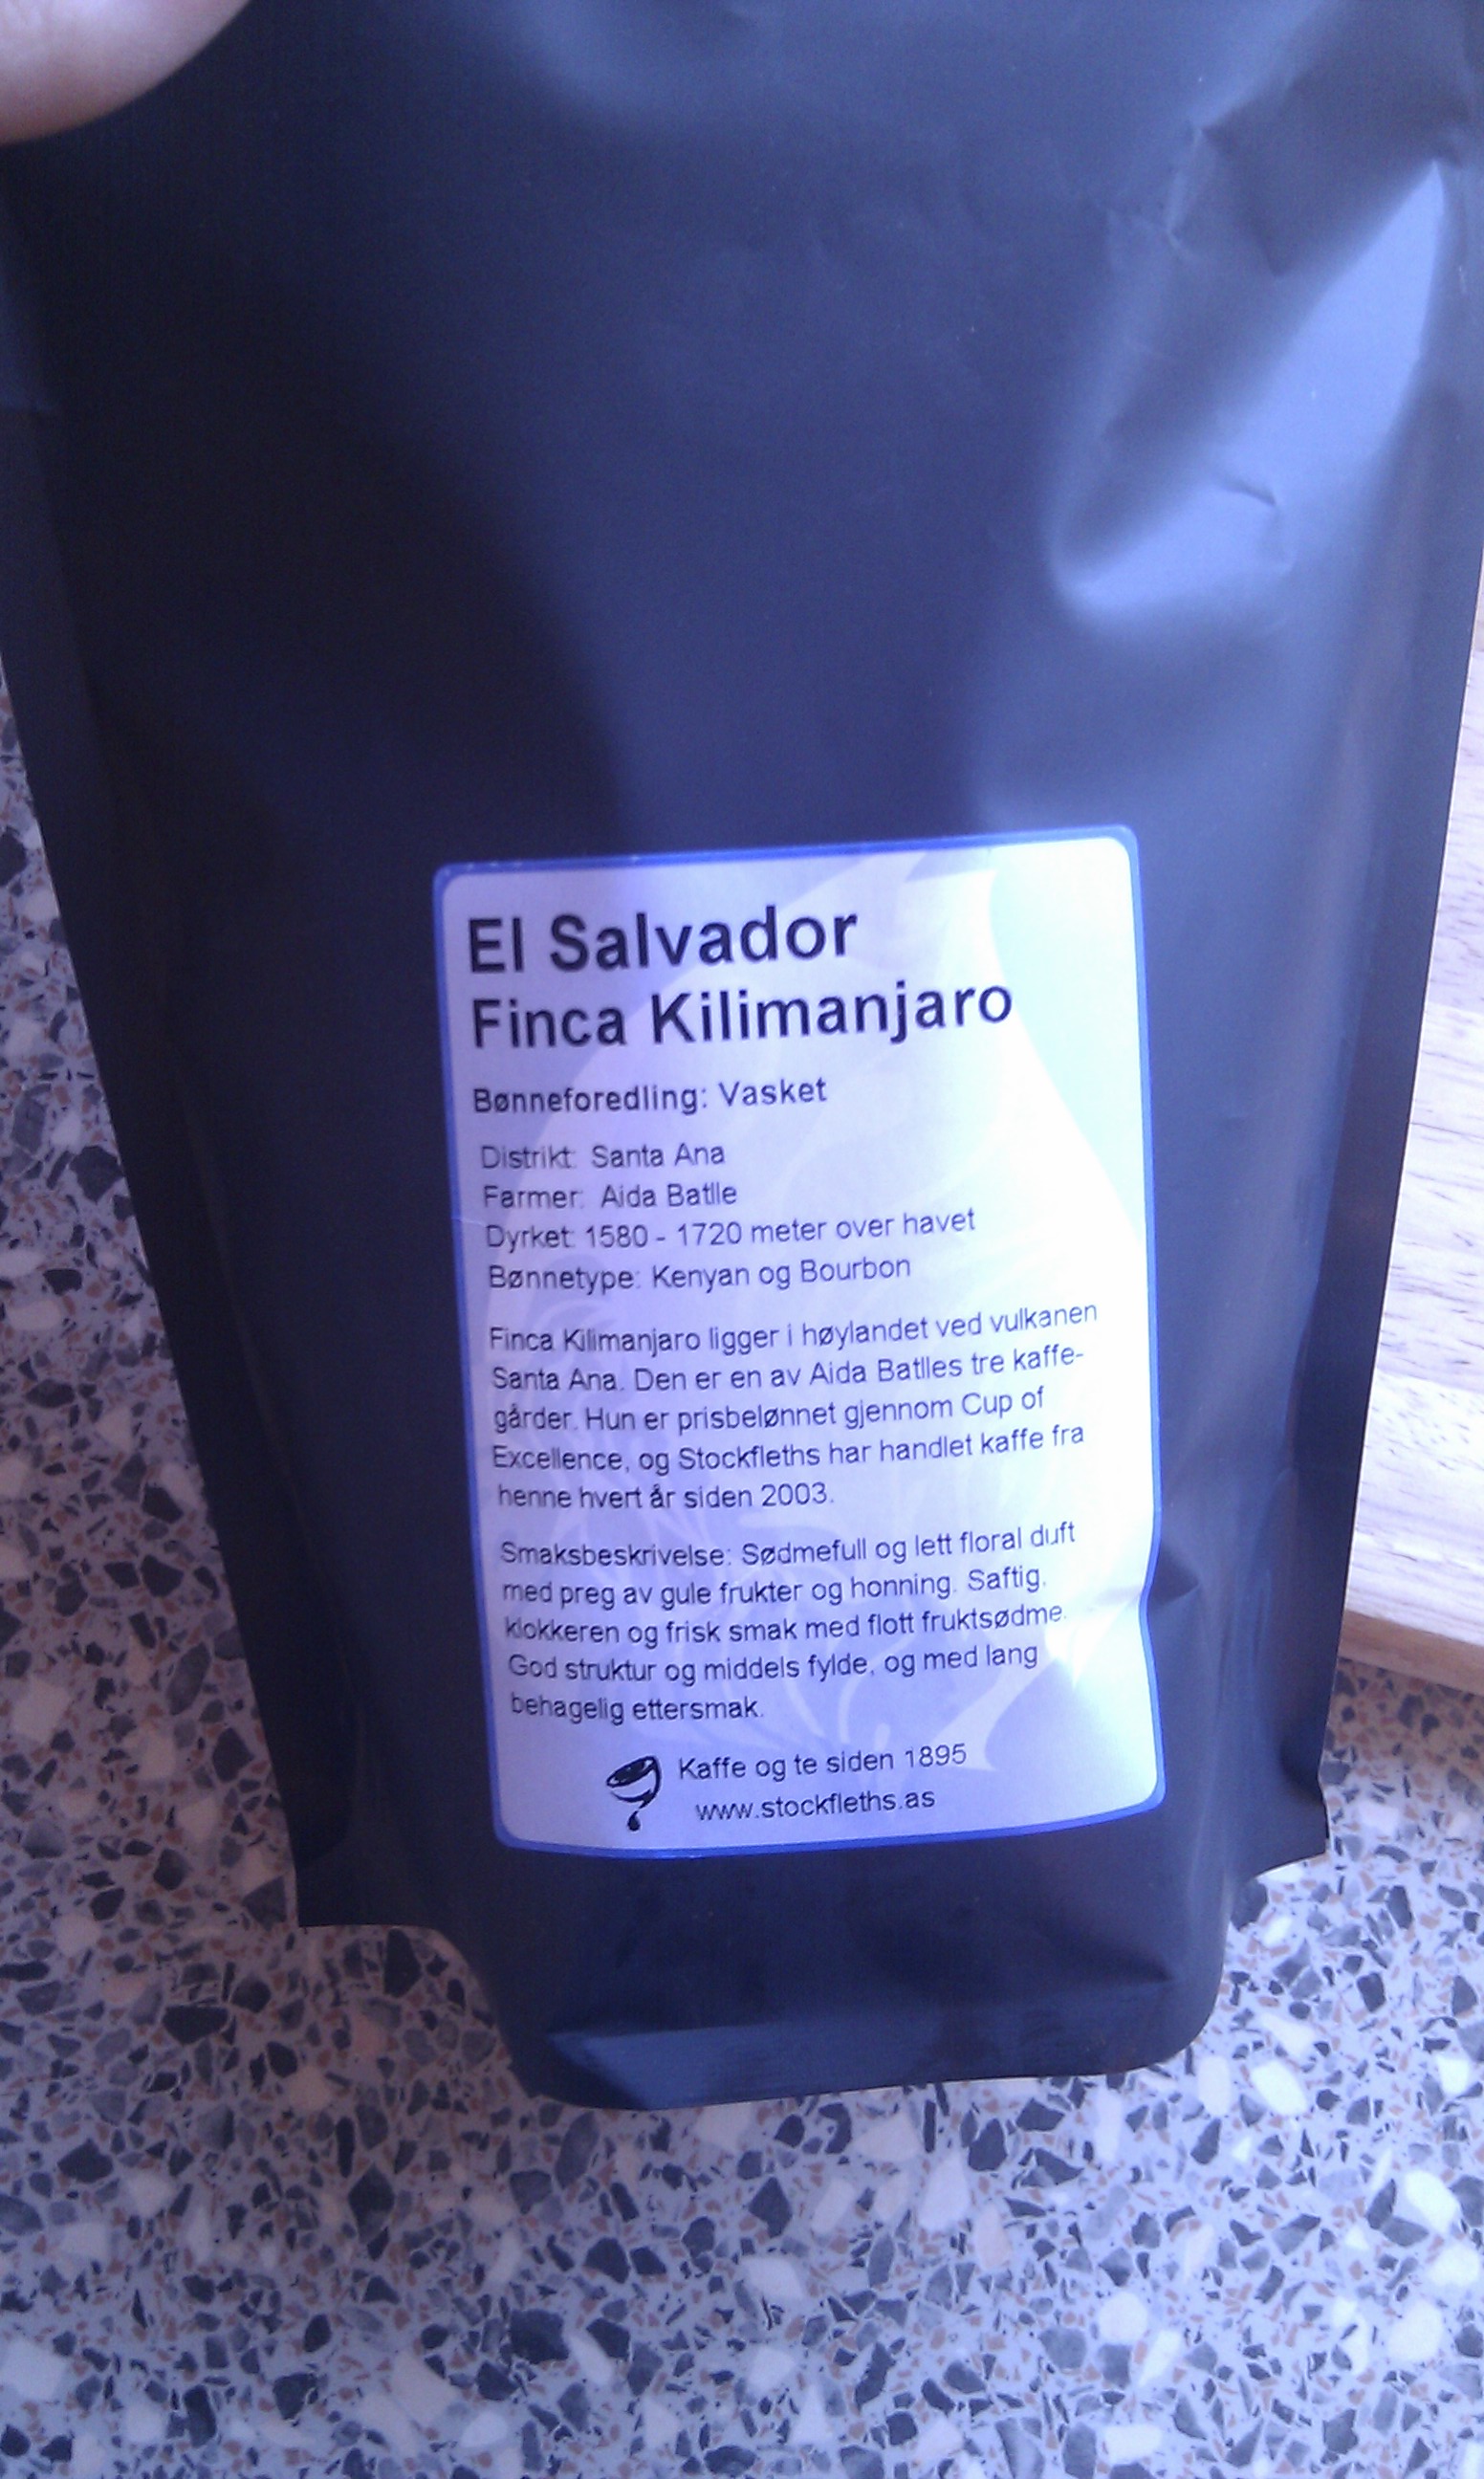 El Salvador
Finca Kilimanjaro
Bønneforedling: Vasket
Distrikt: Santa Ana
Farmer: Aida Batlle
Dyrket: 1580 - 1720 meter over havet
Bønnetype: Kenyan og Bourbon
Finca Kilimanjaro ligger i høylandet ved vulkanen
Santa Ana. Den er en av Aida Batlles tre kaffe-
gårder. Hun er prisbelønnet gjennom Cup of
Excellence, og Stockfleths har handlet kaffe fra
henne hvert år siden 2003.
Smaksbeskrivelse: Sødmefull og lett floral duft
med preg av gule frukter og honning. Saftig,
klokkeren og frisk smak med flott fruktsødme.
God struktur og middels fylde, og med lang
behagelig ettersmak.
Kaffe og te siden 1895
www.stockfleths.as